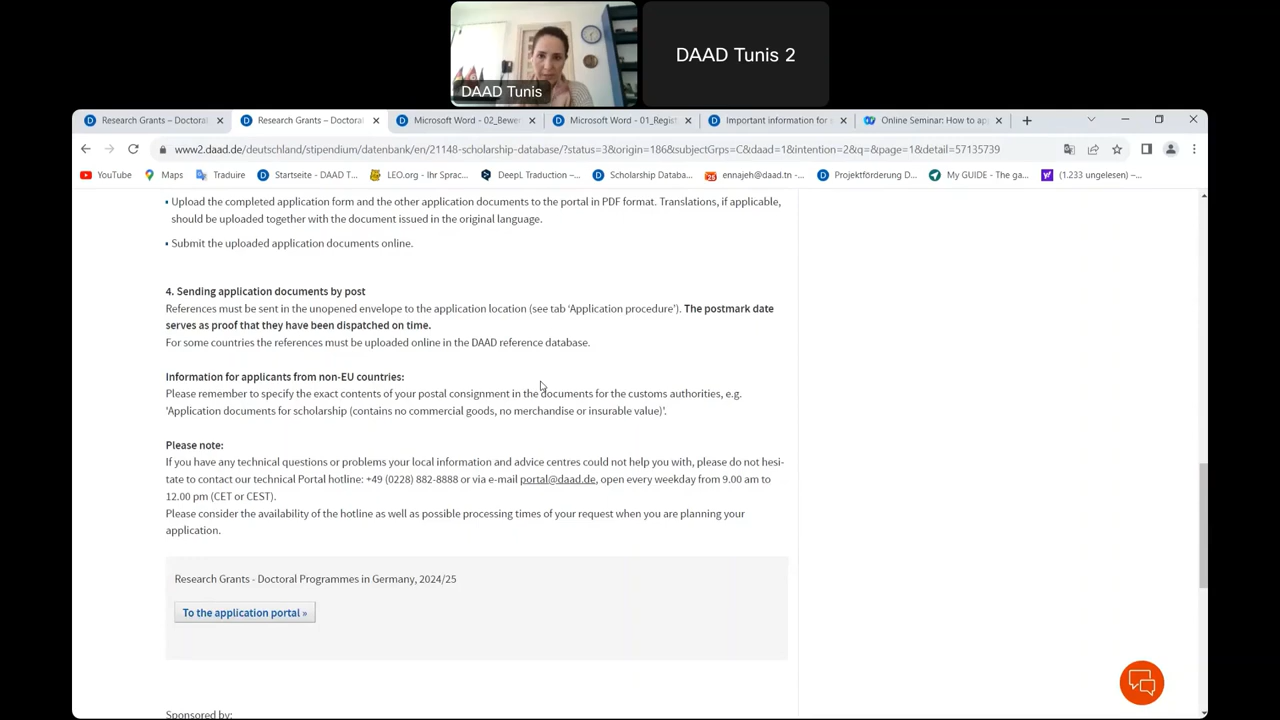 DAAD Tunis
DAAD Tunis 2
Research Grants – Doctoral
Research Grants – Doctoral
Microsoft Word - 02_Bewer
Microsoft Word - 01_Regist
Important information for s
Online Seminar: How to ap
www2.daad.de/deutschland/stipendium/datenbank/en/21148-scholarship-database/?status=3&origin=186&subjectGrps=C&daad=1&intention=2&q=&page=1&detail=57135739
YouTube
Maps
Traduire
Startseite - DAAD T...
LEO.org - Ihr Sprac...
DeepL Traduction –...
Scholarship Databa...
ennajeh@daad.tn -...
Projektförderung D...
My GUIDE - The ga...
(1.233 ungelesen) –...
• Upload the completed application form and the other application documents to the portal in PDF format. Translations, if applicable,
should be uploaded together with the document issued in the original language.
• Submit the uploaded application documents online.
4. Sending application documents by post
References must be sent in the unopened envelope to the application location (see tab ‘Application procedure’). The postmark date
serves as proof that they have been dispatched on time.
For some countries the references must be uploaded online in the DAAD reference database.
Information for applicants from non-EU countries:
Please remember to specify the exact contents of your postal consignment in the documents for the customs authorities, e.g.
'Application documents for scholarship (contains no commercial goods, no merchandise or insurable value)'.
Please note:
If you have any technical questions or problems your local information and advice centres could not help you with, please do not hesi-
tate to contact our technical Portal hotline: +49 (0228) 882-8888 or via e-mail portal@daad.de, open every weekday from 9.00 am to
12.00 pm (CET or CEST).
Please consider the availability of the hotline as well as possible processing times of your request when you are planning your
application.
Research Grants - Doctoral Programmes in Germany, 2024/25
To the application portal »
Sponsored by: